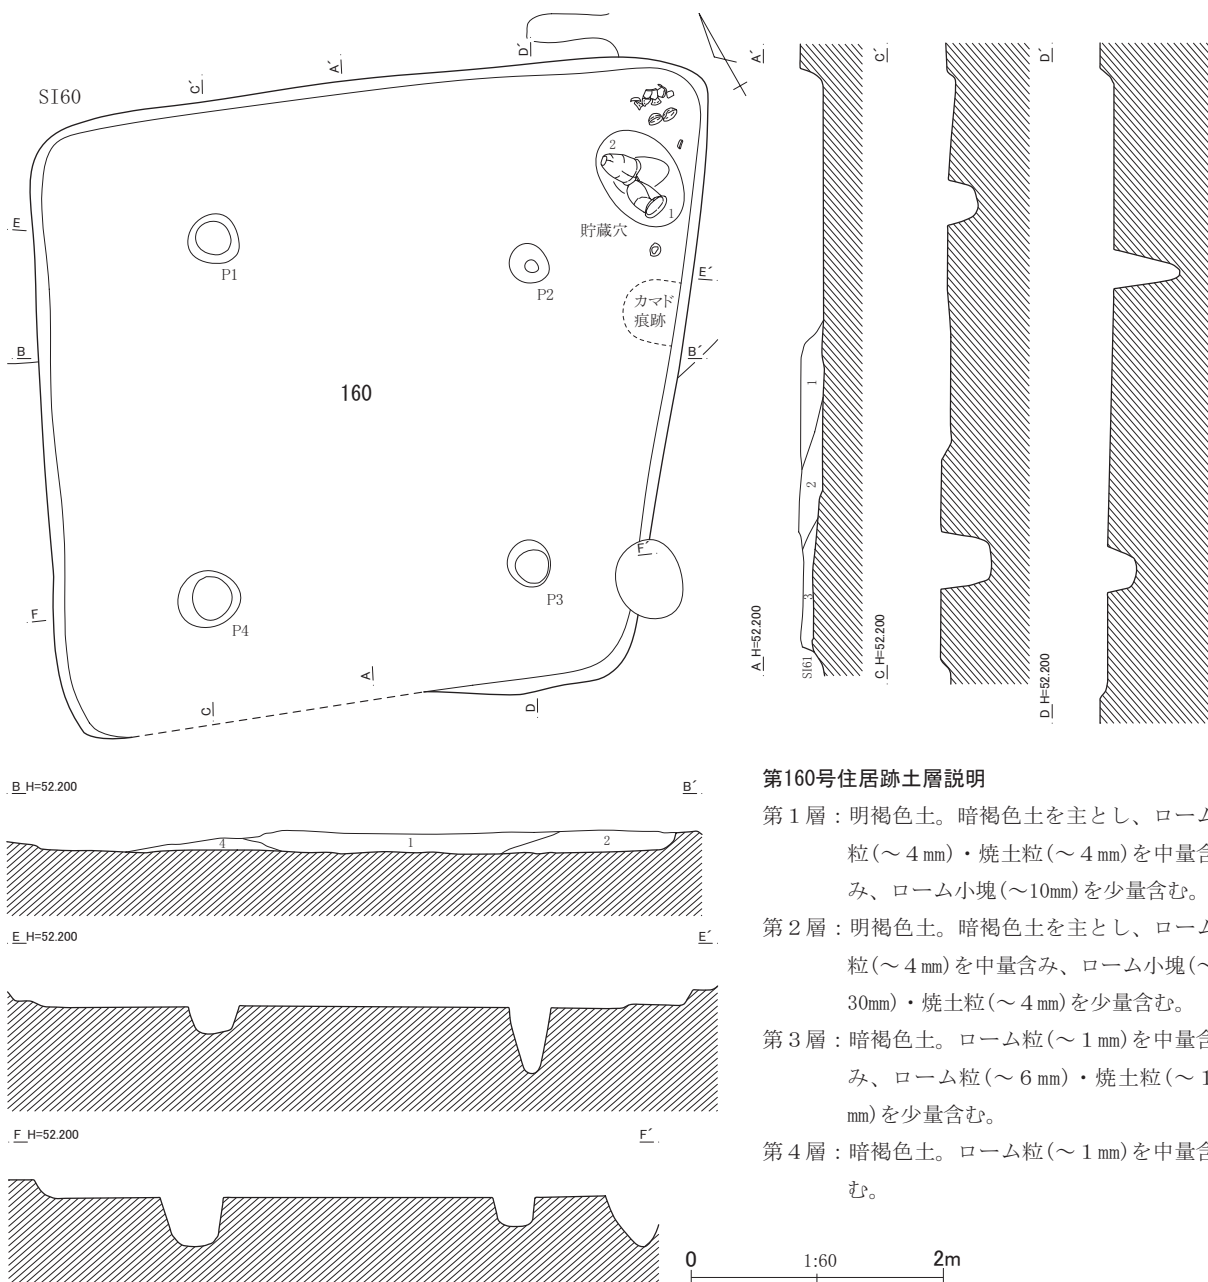 SI60
C´
A´
D´
2
1
貯蔵穴
E
P1
P2
E´
カマド
痕跡
B
B´
160
F´
P3
P4
F
A
C
D
A´
C´
D´
1
2
3
SI61
A H=52.200
C H=52.200
D H=52.200
B H=52.200
B´
4
1
2
E H=52.200
E´
F H=52.200
F´
第160号住居跡土層説明
第１層：明褐色土。暗褐色土を主とし、ローム
粒(～４㎜)・焼土粒(～４㎜)を中量含
み、ローム小塊(～10㎜)を少量含む。
第２層：明褐色土。暗褐色土を主とし、ローム
粒(～４㎜)を中量含み、ローム小塊(～
30㎜)・焼土粒(～４㎜)を少量含む。
第３層：暗褐色土。ローム粒(～１㎜)を中量含
み、ローム粒(～６㎜)・焼土粒(～１
㎜)を少量含む。
第４層：暗褐色土。ローム粒(～１㎜)を中量含
む。
0 1:60 2m